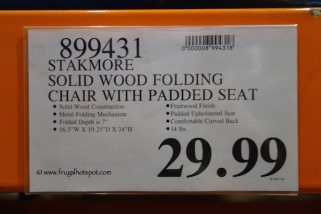 899431
0000008994318
STAKMORE
SOLID WOOD FOLDING
CHAIR WITH PADDED SEAT
• Solid Wood Construction
• Metal Folding Mechanism
• Folded Depth is 7"
• 16.5"W X 19.25"D X 34"H
• Fruitwood Finish
• Padded Upholstered Seat
• Comfortable Curved Back
• 14 lbs
29.99
www.frugalhotspot.com